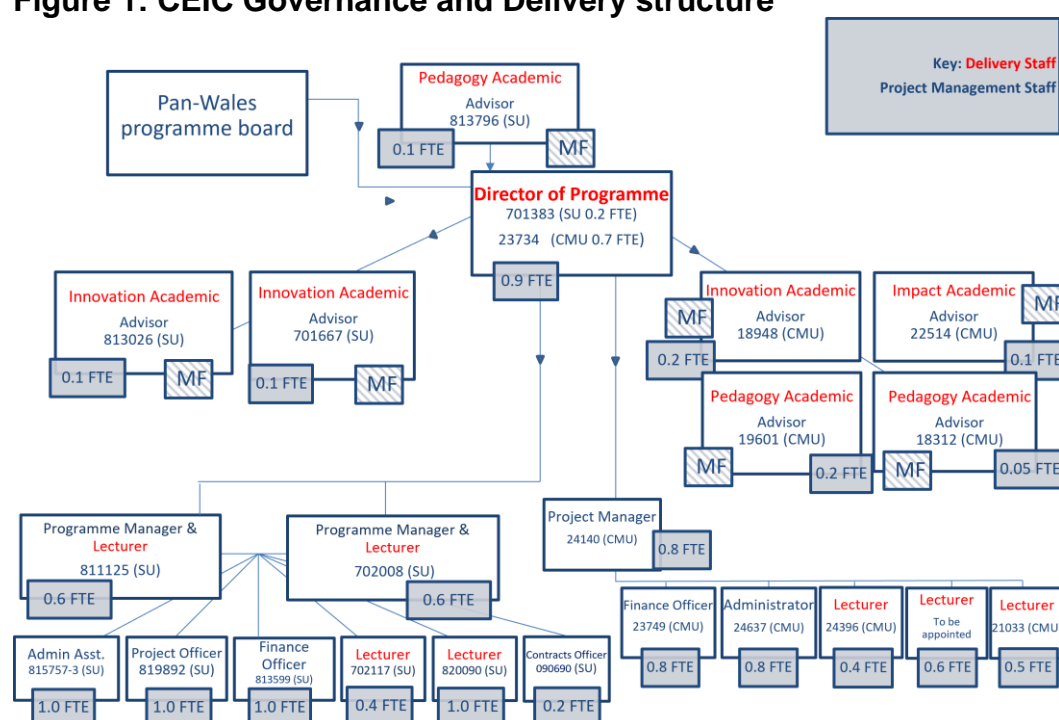 Figure 1: CEIC Governance and Delivery structure
Key: Delivery Staff
Project Management Staff
Pan-Wales
programme board
Pedagogy Academic
Advisor
813796 (SU)
0.1 FTE
MF
Director of Programme
701383 (SU 0.2 FTE)
23734 (CMU 0.7 FTE)
0.9 FTE
Innovation Academic
Advisor
813026 (SU)
0.1 FTE
MF
Innovation Academic
Advisor
701667 (SU)
0.1 FTE
MF
Innovation Academic
Advisor
18948 (CMU)
MF
0.2 FTE
Impact Academic
Advisor
22514 (CMU)
MF
0.1 FTE
Pedagogy Academic
Advisor
19601 (CMU)
MF
0.2 FTE
Pedagogy Academic
Advisor
18312 (CMU)
MF
0.05 FTE
Programme Manager &
Lecturer
811125 (SU)
0.6 FTE
Programme Manager &
Lecturer
702008 (SU)
0.6 FTE
Project Manager
24140 (CMU)
0.8 FTE
Admin Asst.
815757-3 (SU)
1.0 FTE
Project Officer
819892 (SU)
1.0 FTE
Finance
Officer
813599 (SU)
1.0 FTE
Lecturer
702117 (SU)
0.4 FTE
Lecturer
820090 (SU)
1.0 FTE
Contracts Officer
090690 (SU)
0.2 FTE
Finance Officer
23749 (CMU)
0.8 FTE
Administrator
24637 (CMU)
0.8 FTE
Lecturer
24396 (CMU)
0.4 FTE
Lecturer
To be
appointed
0.6 FTE
Lecturer
21033 (CMU)
0.5 FTE